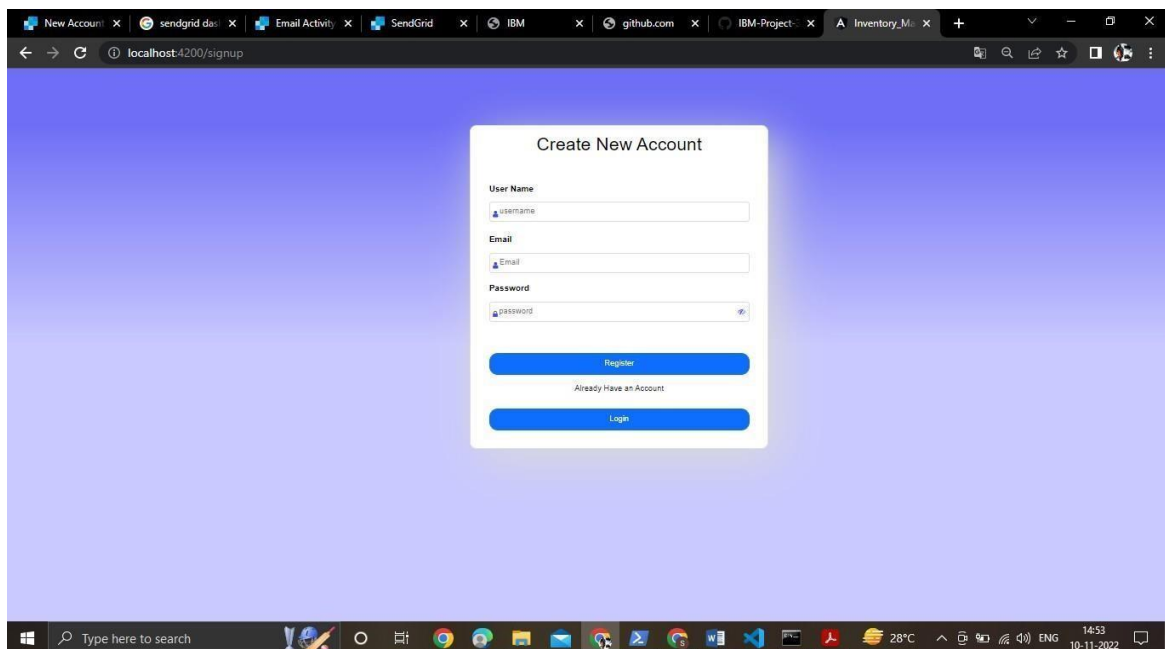 New Account
sendgrid das
Email Activity
SendGrid
IBM
github.com
IBM-Project-
Inventory_Ma
localhost:4200/signup
Create New Account
User Name
username
Email
Email
Password
password
Register
Already Have an Account
Login
Type here to search
28°C
ENG
14:53
10-11-2022